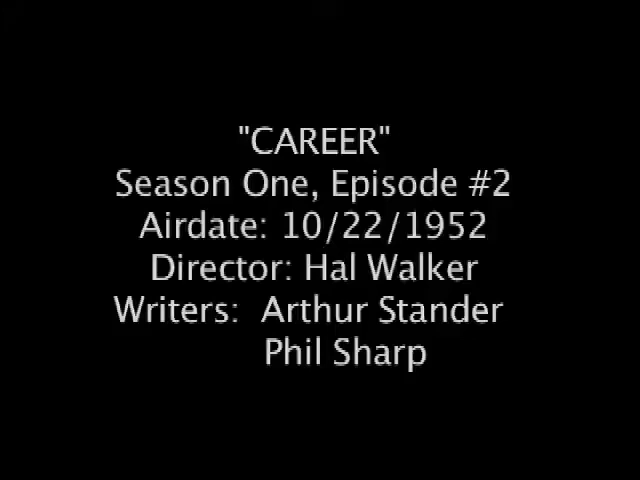 "CAREER"
Season One, Episode #2
Airdate: 10/22/1952
Director: Hal Walker
Writers: Arthur Stander
Phil Sharp